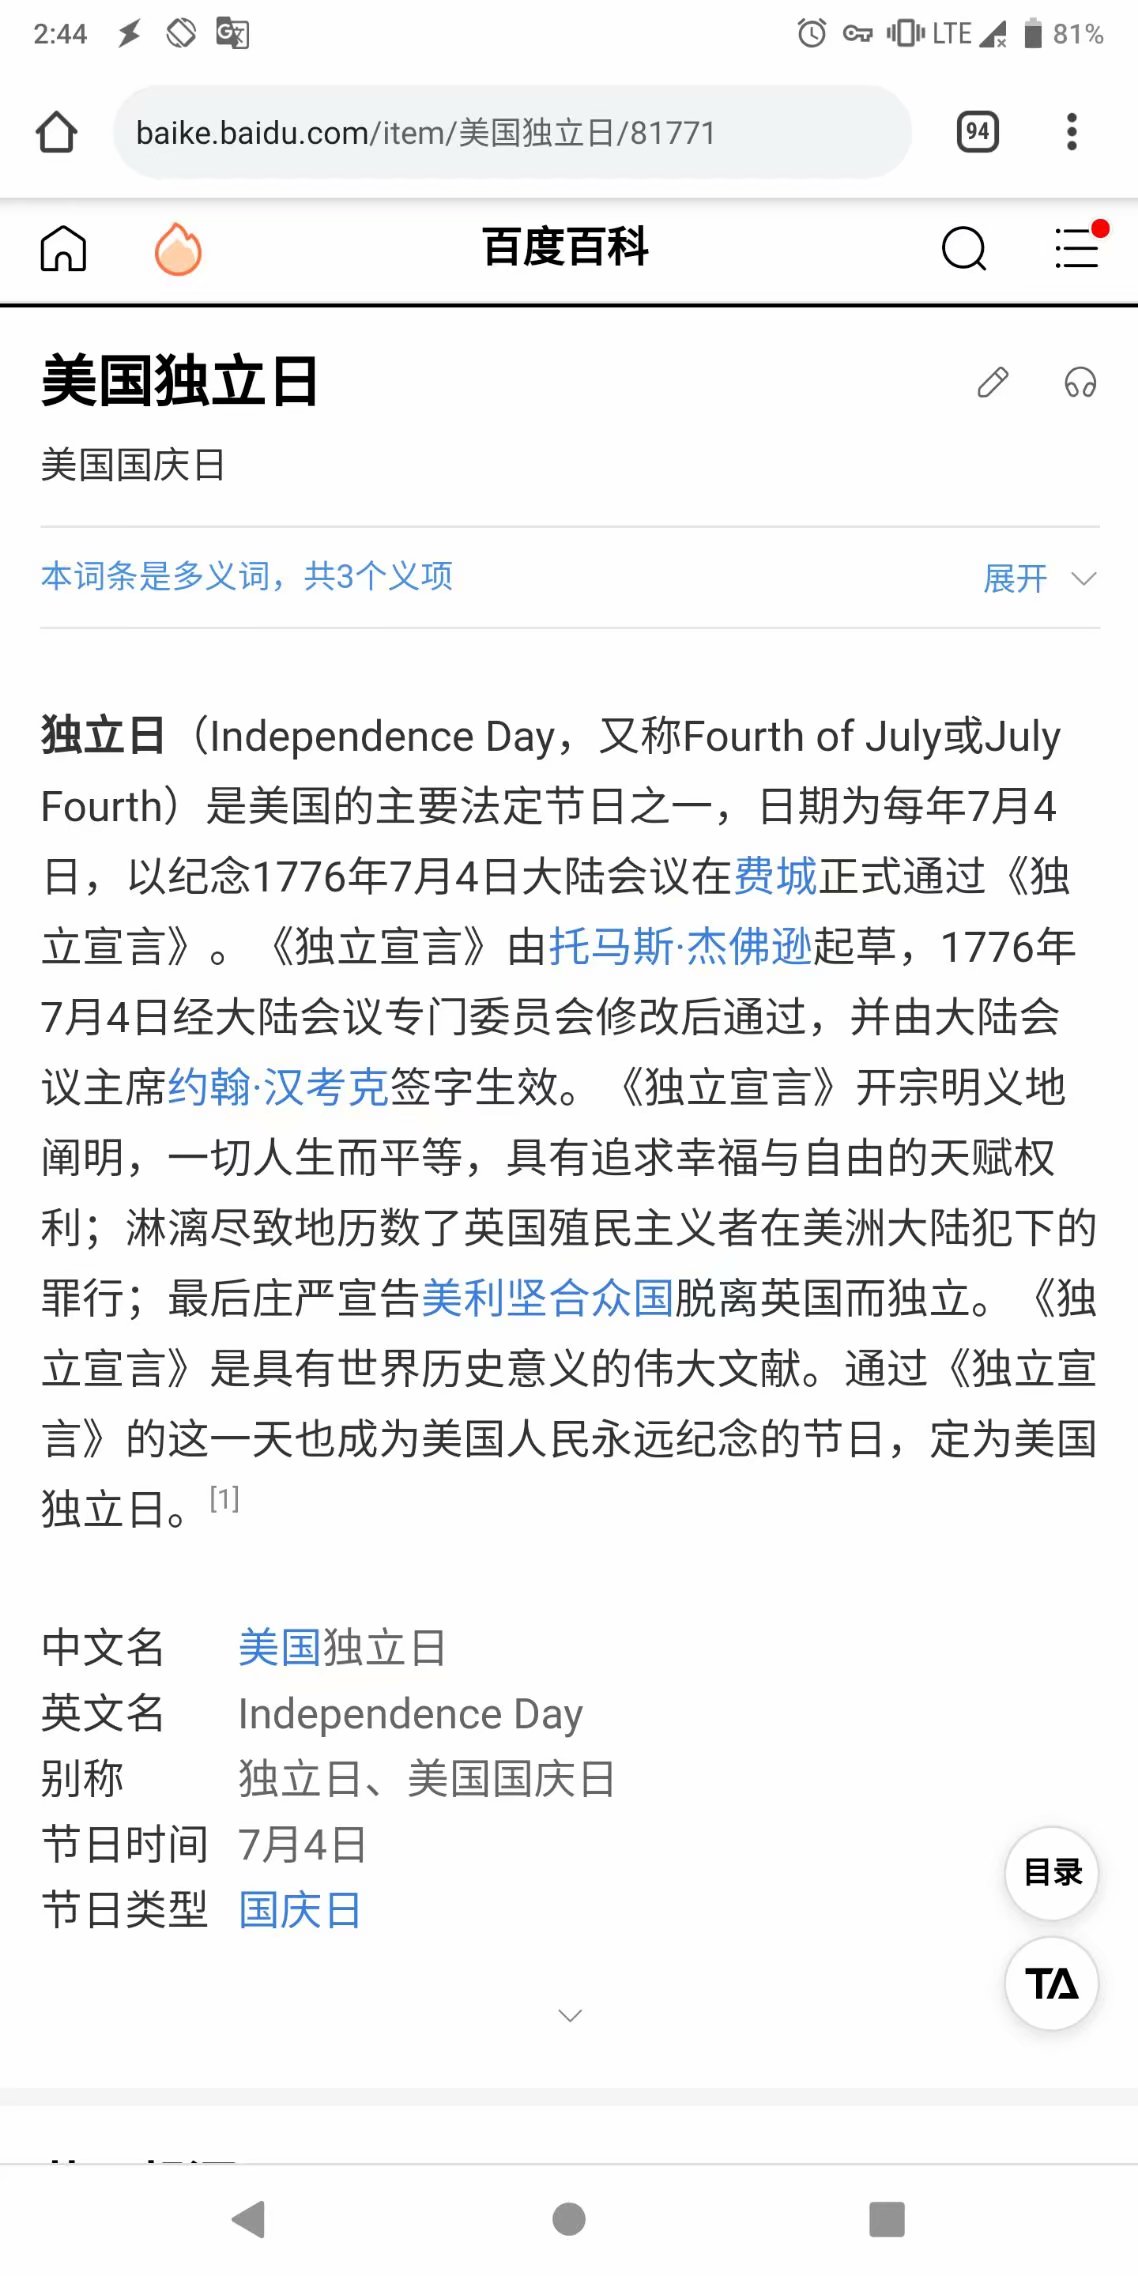 2:44
LTE
81%
baike.baidu.com/item/美国独立日/81771
94
百度百科
美国独立日
美国国庆日
本词条是多义词，共3个义项
展开
独立日（Independence Day，又称Fourth of July或July
Fourth）是美国的主要法定节日之一，日期为每年7月4
日，以纪念1776年7月4日大陆会议在费城正式通过《独
立宣言》。《独立宣言》由托马斯·杰佛逊起草，1776年
7月4日经大陆会议专门委员会修改后通过，并由大陆会
议主席约翰·汉考克签字生效。《独立宣言》开宗明义地
阐明，一切人生而平等，具有追求幸福与自由的天赋权
利；淋漓尽致地历数了英国殖民主义者在美洲大陆犯下的
罪行；最后庄严宣告美利坚合众国脱离英国而独立。《独
立宣言》是具有世界历史意义的伟大文献。通过《独立宣
言》的这一天也成为美国人民永远纪念的节日，定为美国
独立日。[1]
中文名 美国独立日
英文名 Independence Day
别称 独立日、美国国庆日
节日时间 7月4日
节日类型 国庆日
目录
TA